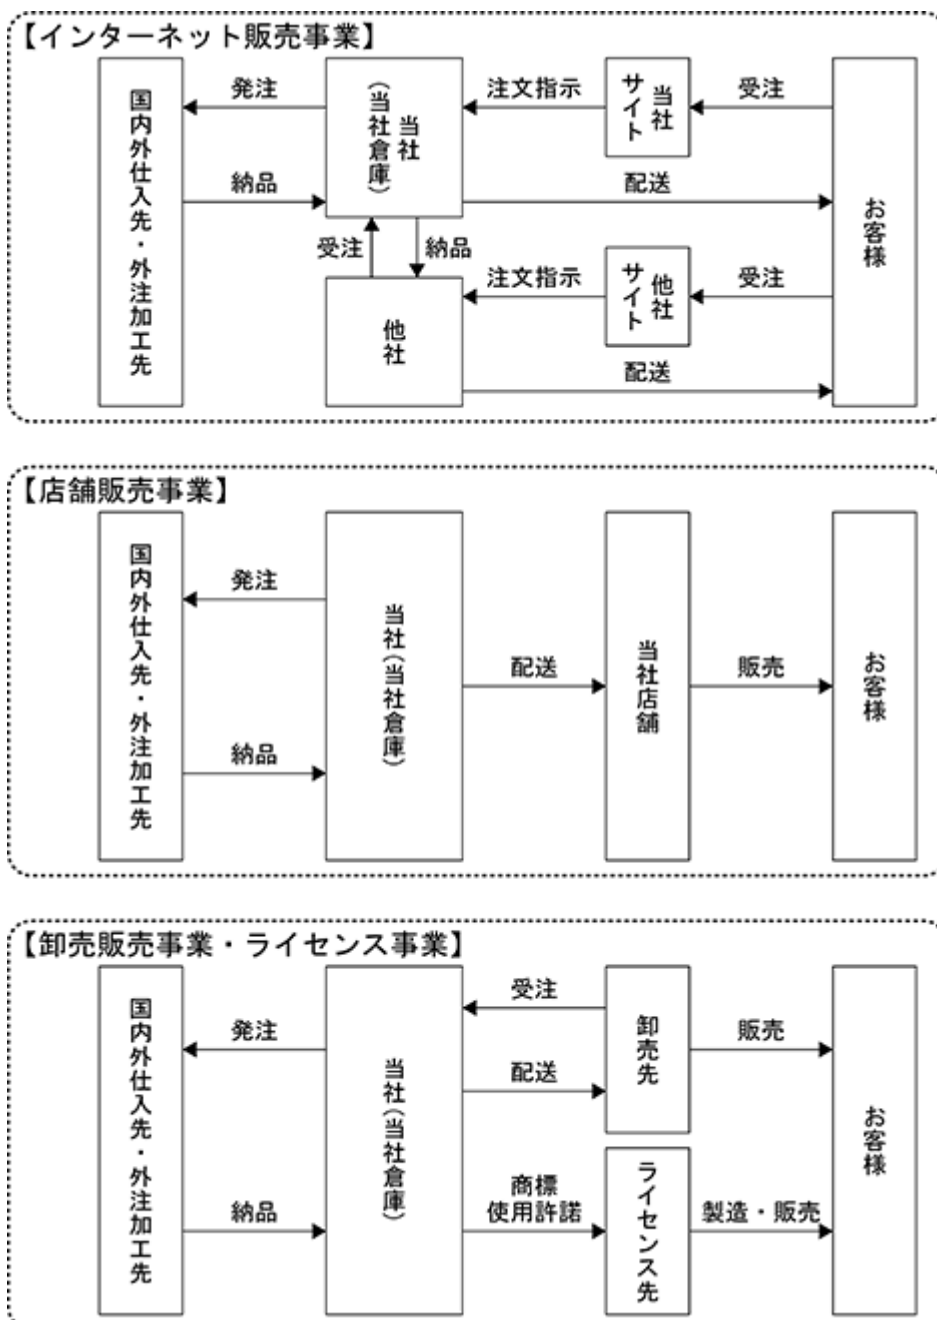 【インターネット販売事業】
国内外仕入先・外注加工先
発注
納品
当社
(当社倉庫)
受注
納品
他社
注文指示
当社
サイト
受注
配送
注文指示
他社
サイト
受注
配送
お客様
【店舗販売事業】
国内外仕入先・外注加工先
発注
納品
当社(当社倉庫)
配送
当社店舗
販売
お客様
【卸売販売事業・ライセンス事業】
国内外仕入先・外注加工先
発注
納品
当社(当社倉庫)
受注
配送
卸売先
販売
商標
使用許諾
ライセンス先
製造・販売
お客様